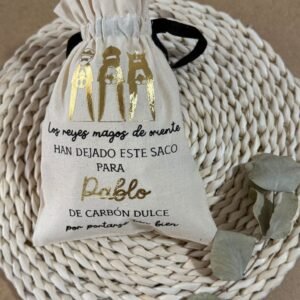 Los reyes magos de oriente
HAN DEJADO ESTE SACO
PARA
Pablo
DE CARBÓN DULCE
por portarse bien